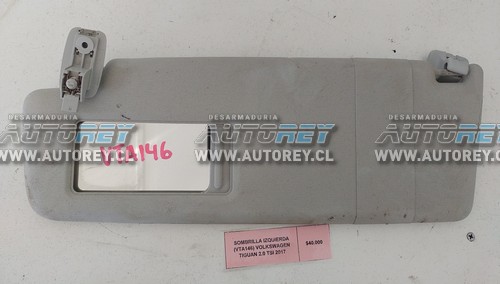 DESARMADURIA DESARMADURIA DESARMADURIA
AUTOREY AUTOREY AUTOREY
WWW.AUTOREY.CL WWW.AUTOREY.CL WWW.AUTOREY.CL
VTA146
SOMBRILLA IZQUIERDA
(VTA146) VOLKSWAGEN
TIGUAN 2.0 TSI 2017
$40.000